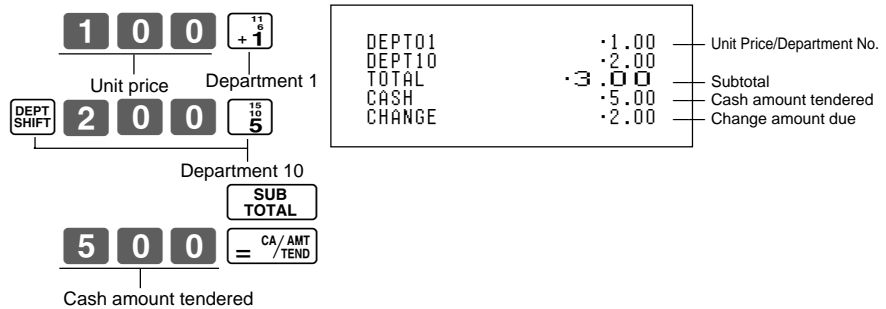 1 0 0 11 6 + 1
Unit price Department 1
DEPT SHIFT 2 0 0 15 10 5
Department 10
SUB TOTAL
5 0 0 = CA/AMT/TEND
Cash amount tendered
DEPT01 ·1.00 Unit Price/Department No.
DEPT10 ·2.00
TOTAL ·3.00 Subtotal
CASH ·5.00 Cash amount tendered
CHANGE ·2.00 Change amount due